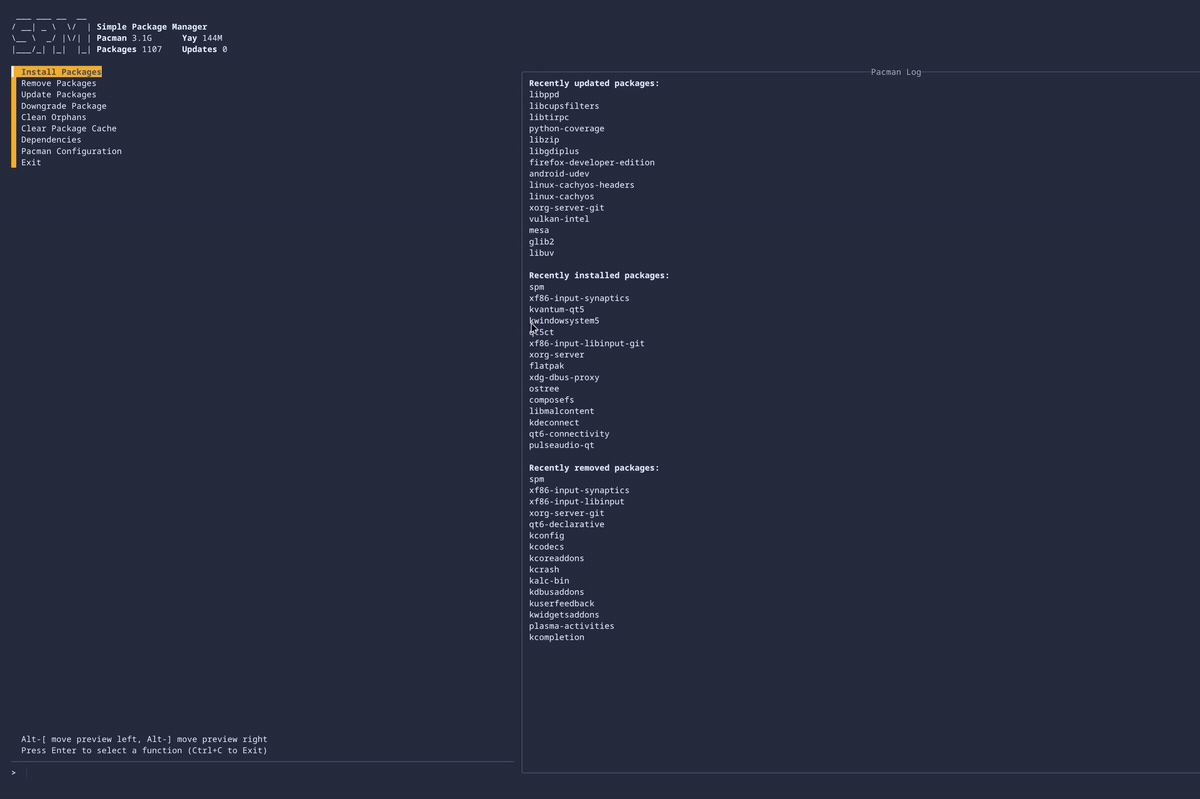 Simple Package Manager
Pacman 3.1G Yay 144M
Packages 1107 Updates 0
Install Packages
Remove Packages
Update Packages
Downgrade Package
Clean Orphans
Clear Package Cache
Dependencies
Pacman Configuration
Exit
Alt-[ move preview left, Alt-] move preview right
Press Enter to select a function (Ctrl+C to Exit)
>
Pacman Log
Recently updated packages:
libppd
libcupsfilters
libtirpc
python-coverage
libzip
libgdiplus
firefox-developer-edition
android-udev
linux-cachyos-headers
linux-cachyos
xorg-server-git
vulkan-intel
mesa
glib2
libuv
Recently installed packages:
spm
xf86-input-synaptics
kvantum-qt5
kwindowsystem5
qt5ct
xf86-input-libinput-git
xorg-server
flatpak
xdg-dbus-proxy
ostree
composefs
libmalcontent
kdeconnect
qt6-connectivity
pulseaudio-qt
Recently removed packages:
spm
xf86-input-synaptics
xf86-input-libinput
xorg-server-git
qt6-declarative
kconfig
kcodecs
kcoreaddons
kcrash
kalc-bin
kdbusaddons
kuserfeedback
kwidgetsaddons
plasma-activities
kcompletion